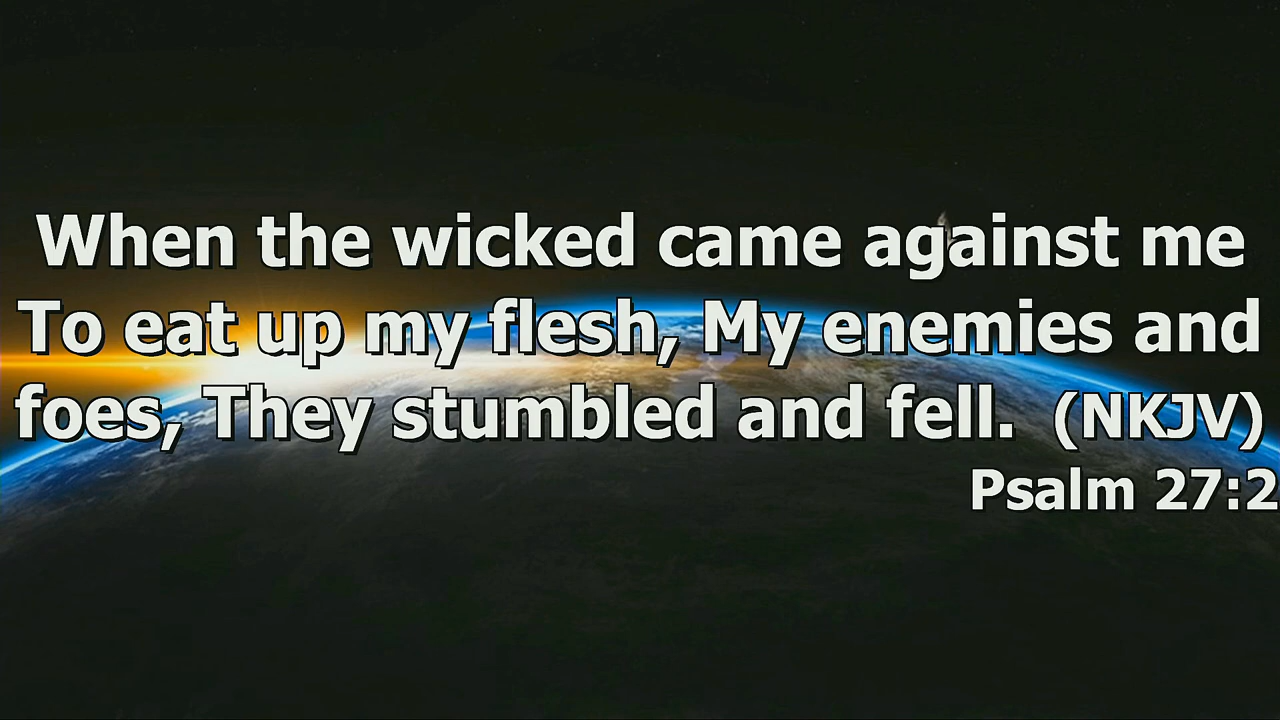 When the wicked came against me
To eat up my flesh, My enemies and
foes, They stumbled and fell. (NKJV)
Psalm 27:2